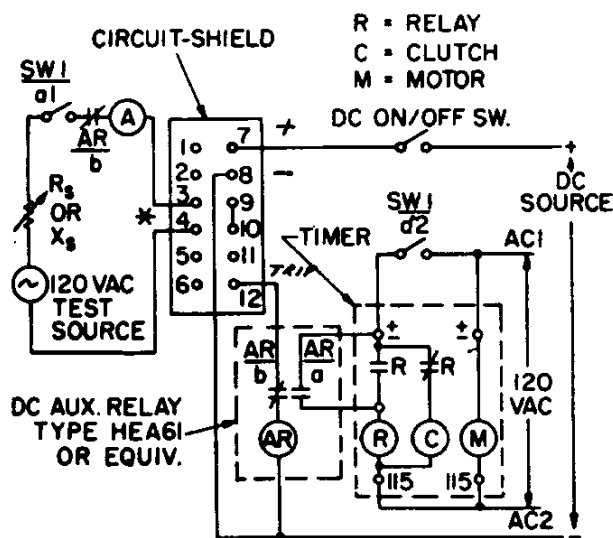 R = RELAY
C = CLUTCH
M = MOTOR
CIRCUIT-SHIELD
DC ON/OFF SW.
SW1
a1
AR
b
A
1
2
3
4
5
6
7
8
9
10
11
12
+
−
+
DC
SOURCE
−
*
Rs
OR
Xs
~
120 VAC
TEST
SOURCE
TRIP
TIMER
SW1
a2
AC1
120
VAC
AC2
±
±
AR
b
AR
a
AR
DC AUX. RELAY
TYPE HEA61
OR EQUIV.
R
R
R
C
M
115
115